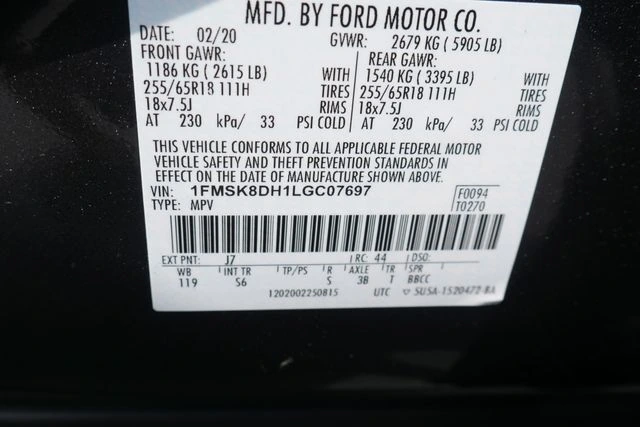 MFD. BY FORD MOTOR CO.
DATE: 02/20 GVWR: 2679 KG ( 5905 LB)
FRONT GAWR: REAR GAWR:
1186 KG ( 2615 LB) WITH 1540 KG ( 3395 LB) WITH
255/65R18 111H TIRES 255/65R18 111H TIRES
18x7.5J RIMS 18x7.5J RIMS
AT 230 kPa/ 33 PSI COLD AT 230 kPa/ 33 PSI COLD
THIS VEHICLE CONFORMS TO ALL APPLICABLE FEDERAL MOTOR
VEHICLE SAFETY AND THEFT PREVENTION STANDARDS IN
EFFECT ON THE DATE OF MANUFACTURE SHOWN ABOVE.
VIN: 1FMSK8DH1LGC07697 F0094
TYPE: MPV T0270
EXT PNT: J7 RC: 44 DSO:
WB INT TR TP/PS R AXLE TR SPR
119 S6 S 3B T BBCC
1202002250815 UTC SUSA-1520472-BA